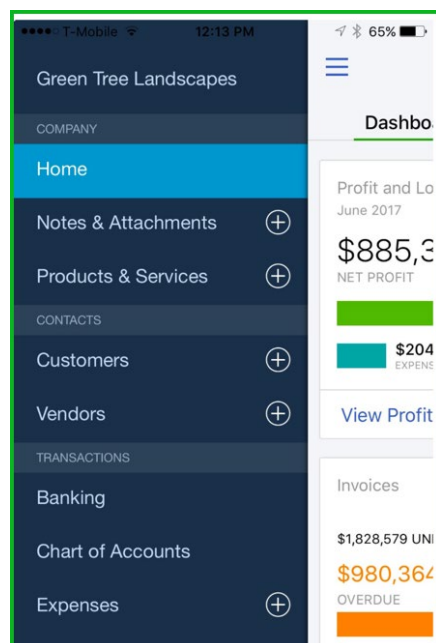 T-Mobile 12:13 PM 65%
Green Tree Landscapes
COMPANY
Home
Notes & Attachments
Products & Services
CONTACTS
Customers
Vendors
TRANSACTIONS
Banking
Chart of Accounts
Expenses
Dashbo
Profit and Lo
June 2017
$885,3
NET PROFIT
$204
EXPENS
View Profit
Invoices
$1,828,579 UN
$980,364
OVERDUE